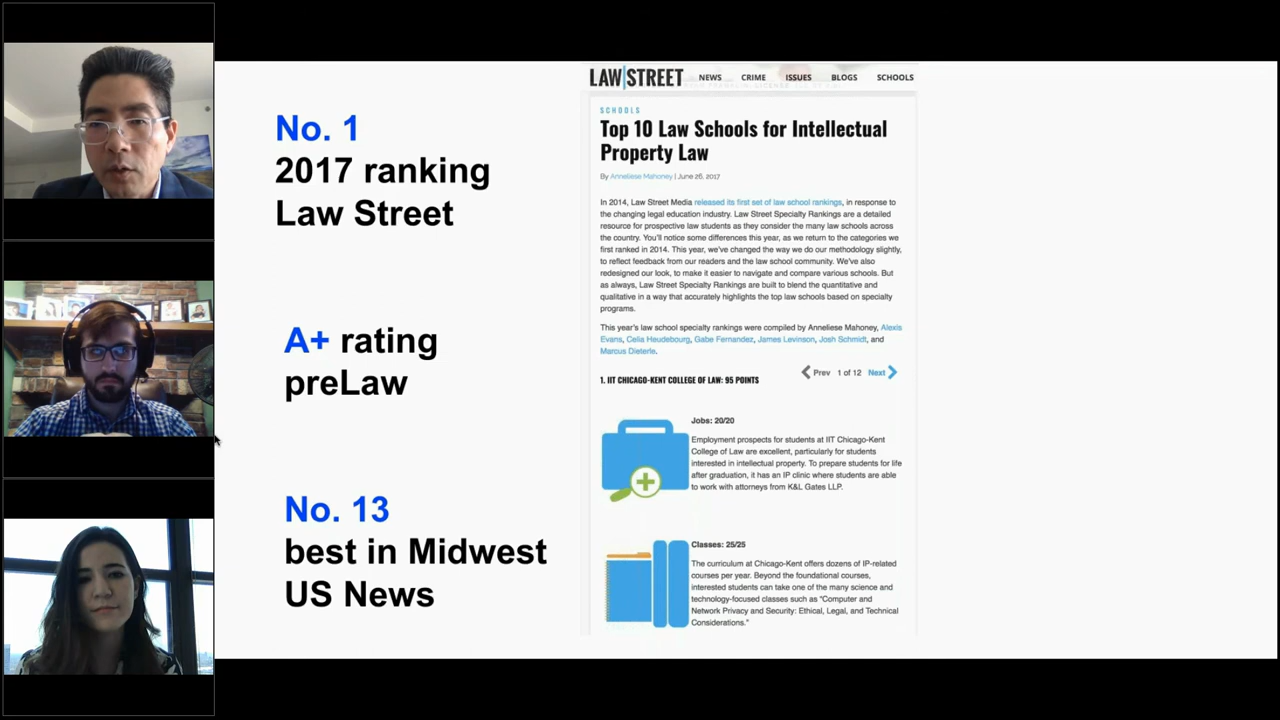 No. 1
2017 ranking
Law Street
A+ rating
preLaw
No. 13
best in Midwest
US News
LAW STREET NEWS CRIME ISSUES BLOGS SCHOOLS
SCHOOLS
Top 10 Law Schools for Intellectual
Property Law
By Anneliese Mahoney | June 26, 2017
In 2014, Law Street Media released its first set of law school rankings, in response to
the changing legal education industry. Law Street Specialty Rankings are a detailed
resource for prospective law students as they consider the many law schools across
the country. You'll notice some differences this year, as we return to the categories we
first ranked in 2014. This year, we've changed the way we do our methodology slightly,
to reflect feedback from our readers and the law school community. We've also
redesigned our look, to make it easier to navigate and compare various schools. But
as always, Law Street Specialty Rankings are built to blend the quantitative and
qualitative in a way that accurately highlights the top law schools based on specialty
programs.
This year's law school specialty rankings were compiled by Anneliese Mahoney, Alexis
Evans, Celia Heudebourg, Gabe Fernandez, James Levinson, Josh Schmidt, and
Marcus Dieterle.
Prev 1 of 12 Next
1. IIT CHICAGO-KENT COLLEGE OF LAW: 95 POINTS
Jobs: 20/20
Employment prospects for students at IIT Chicago-Kent
College of Law are excellent, particularly for students
interested in intellectual property. To prepare students for life
after graduation, it has an IP clinic where students are able
to work with attorneys from K&L Gates LLP.
Classes: 25/25
The curriculum at Chicago-Kent offers dozens of IP-related
courses per year. Beyond the foundational courses,
interested students can take one of the many science and
technology-focused classes such as "Computer and
Network Privacy and Security: Ethical, Legal, and Technical
Considerations."